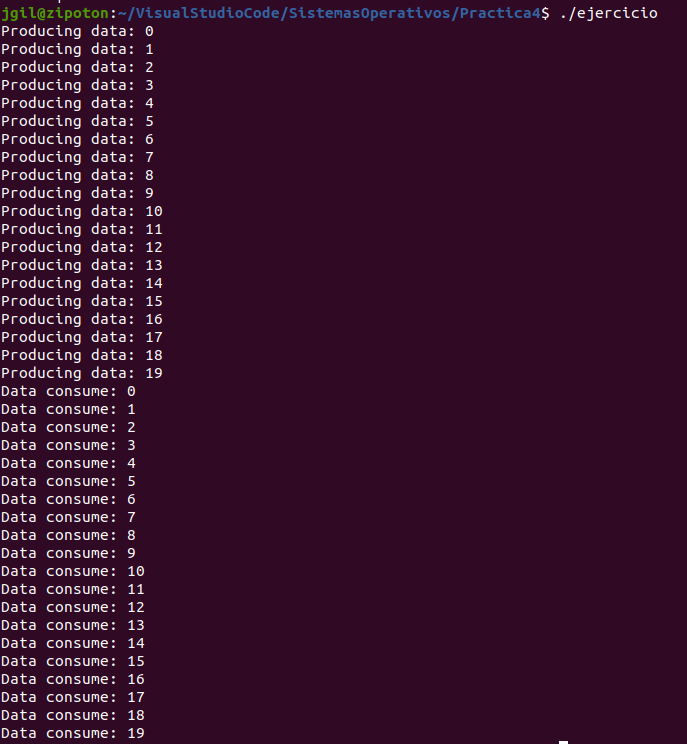 jgil@zipoton:~/VisualStudioCode/SistemasOperativos/Practica4$ ./ejercicio
Producing data: 0
Producing data: 1
Producing data: 2
Producing data: 3
Producing data: 4
Producing data: 5
Producing data: 6
Producing data: 7
Producing data: 8
Producing data: 9
Producing data: 10
Producing data: 11
Producing data: 12
Producing data: 13
Producing data: 14
Producing data: 15
Producing data: 16
Producing data: 17
Producing data: 18
Producing data: 19
Data consume: 0
Data consume: 1
Data consume: 2
Data consume: 3
Data consume: 4
Data consume: 5
Data consume: 6
Data consume: 7
Data consume: 8
Data consume: 9
Data consume: 10
Data consume: 11
Data consume: 12
Data consume: 13
Data consume: 14
Data consume: 15
Data consume: 16
Data consume: 17
Data consume: 18
Data consume: 19